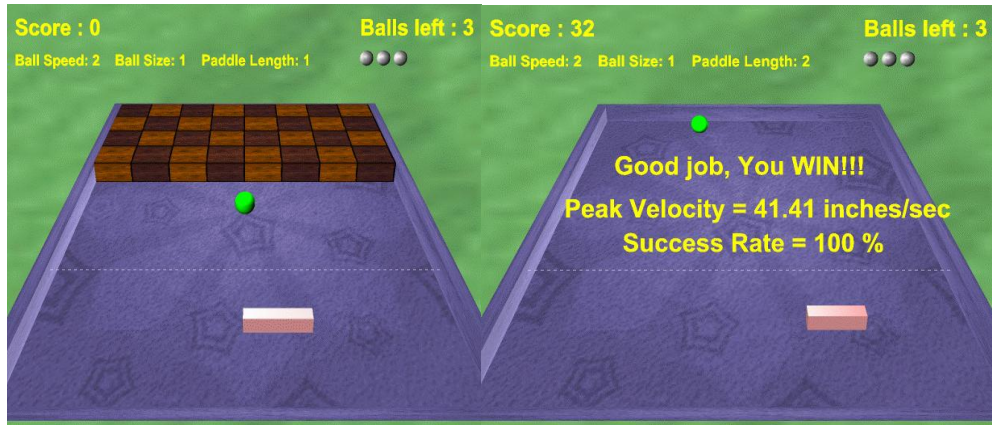 Score : 0
Balls left : 3
Ball Speed: 2 Ball Size: 1 Paddle Length: 1
Score : 32
Balls left : 3
Ball Speed: 2 Ball Size: 1 Paddle Length: 2
Good job, You WIN!!!
Peak Velocity = 41.41 inches/sec
Success Rate = 100 %